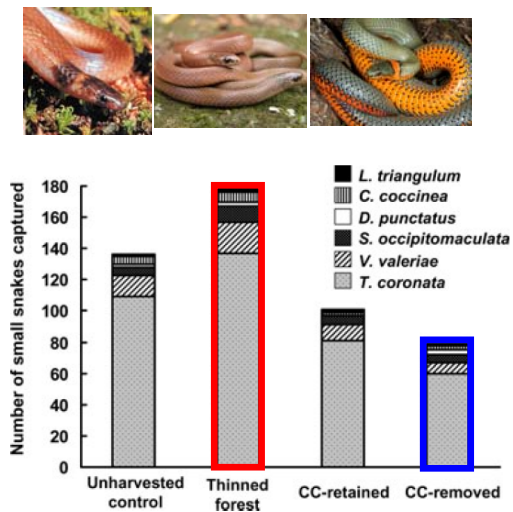 L. triangulum
C. coccinea
D. punctatus
S. occipitomaculata
V. valeriae
T. coronata
Number of small snakes captured
180
160
140
120
100
80
60
40
20
0
Unharvested
control
Thinned
forest
CC-retained
CC-removed